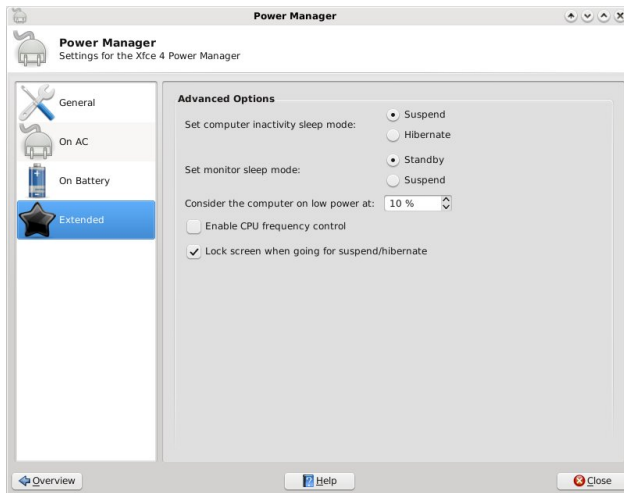 Power Manager
Power Manager
Settings for the Xfce 4 Power Manager
General
On AC
On Battery
Extended
Advanced Options
Set computer inactivity sleep mode:
Suspend
Hibernate
Set monitor sleep mode:
Standby
Suspend
Consider the computer on low power at: 10 %
Enable CPU frequency control
Lock screen when going for suspend/hibernate
Overview
Help
Close